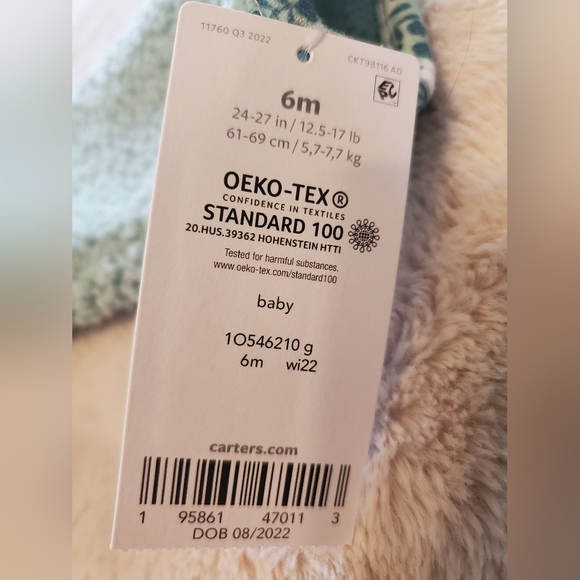 11760 Q3 2022
CKT98116 AD
6m
24-27 in / 12.5-17 lb
61-69 cm / 5,7-7,7 kg
OEKO-TEX®
CONFIDENCE IN TEXTILES
STANDARD 100
20.HUS.39362 HOHENSTEIN HTTI
Tested for harmful substances.
www.oeko-tex.com/standard100
baby
1O546210 g
6m wi22
carters.com
1 95861 47011 3
DOB 08/2022